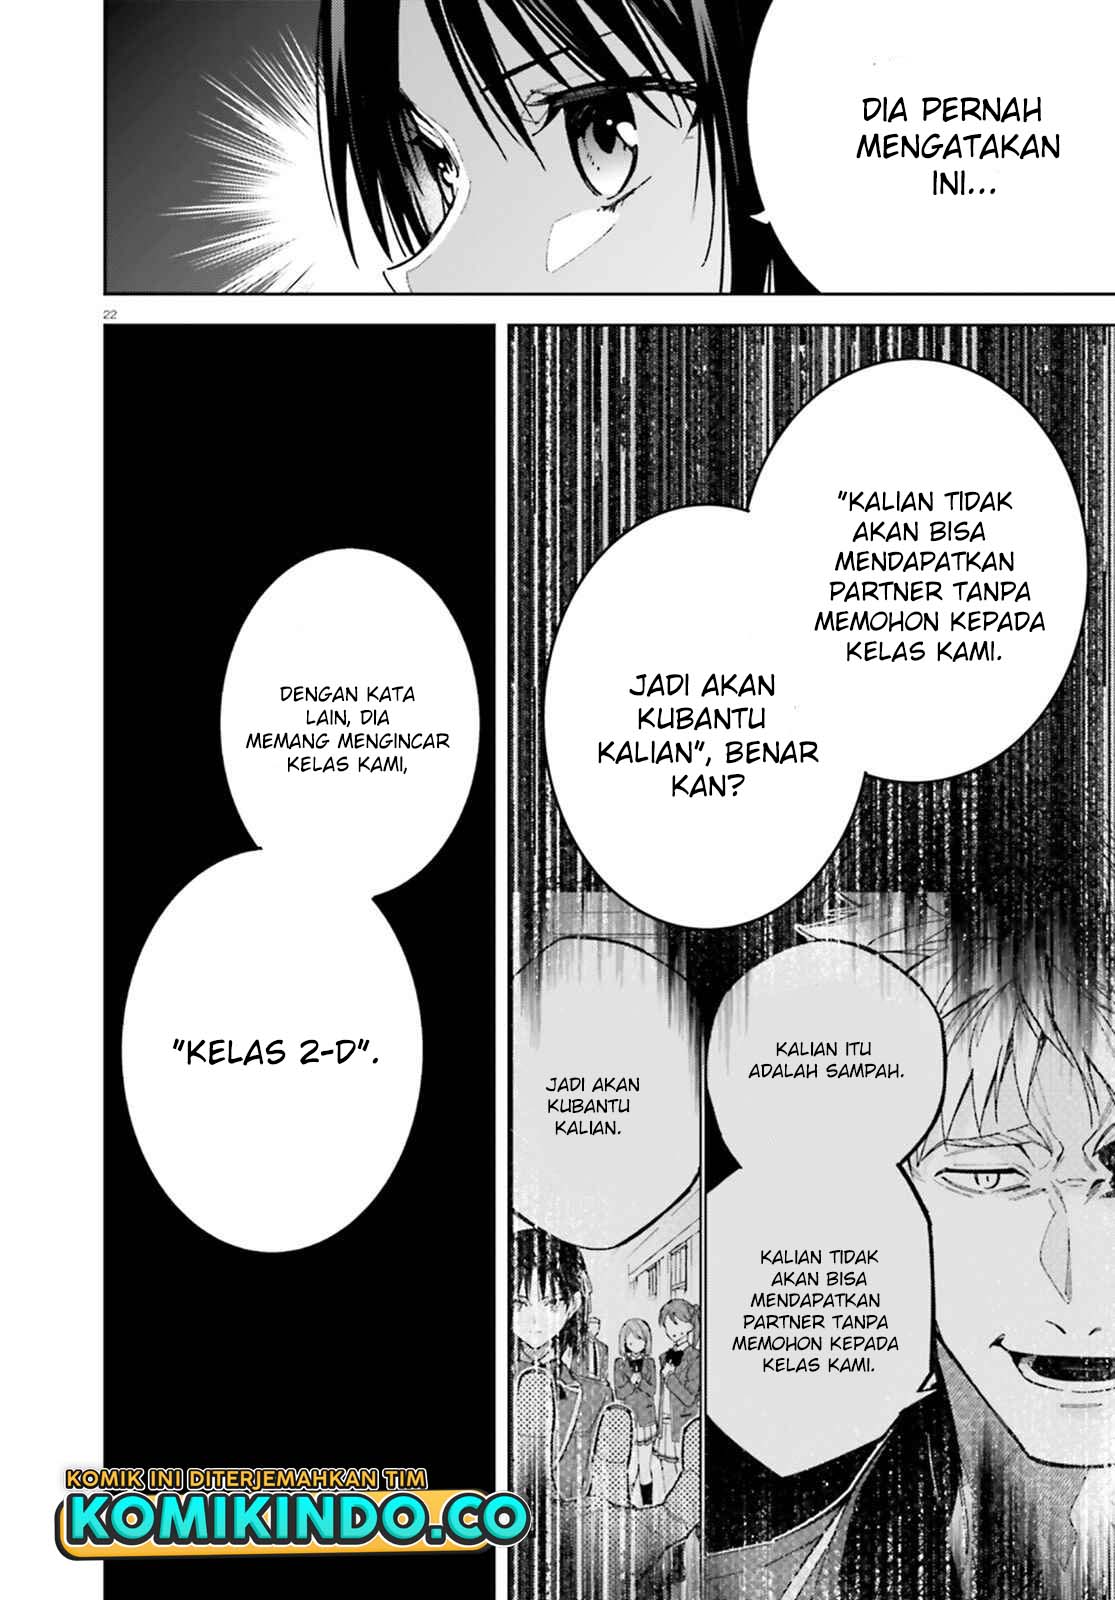 DIA PERNAH
MENGATAKAN
INI...
22
"KALIAN TIDAK
AKAN BISA
MENDAPATKAN
PARTNER TANPA
MEMOHON KEPADA
KELAS KAMI.
JADI AKAN
KUBANTU
KALIAN", BENAR
KAN?
KALIAN ITU
ADALAH SAMPAH.
KALIAN TIDAK
AKAN BISA
MENDAPATKAN
PARTNER TANPA
MEMOHON KEPADA
KELAS KAMI.
JADI AKAN
KUBANTU
KALIAN.
DENGAN KATA
LAIN, DIA
MEMANG MENGINCAR
KELAS KAMI,
"KELAS 2-D".
KOMIK INI DITERJEMAHKAN TIM
KOMIKINDO.CO